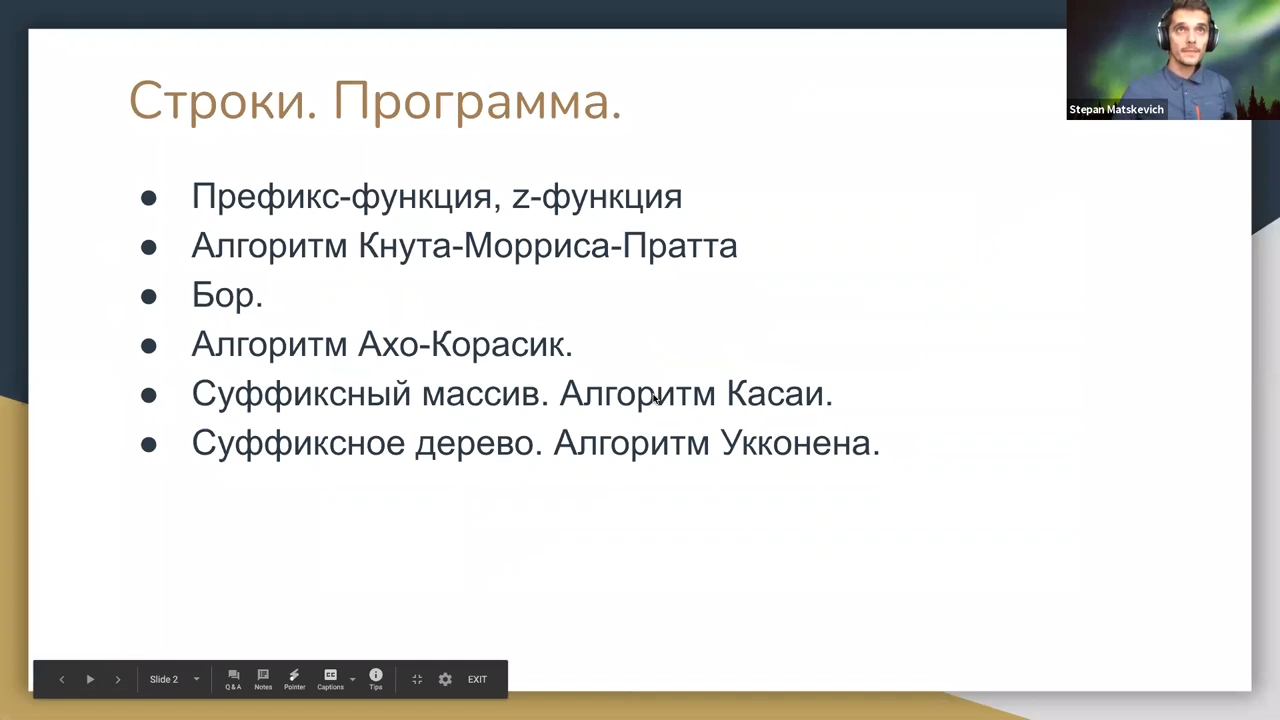 Строки. Программа.
Stepan Matskevich
● Префикс-функция, z-функция
● Алгоритм Кнута-Морриса-Пратта
● Бор.
● Алгоритм Ахо-Корасик.
● Суффиксный массив. Алгоритм Касаи.
● Суффиксное дерево. Алгоритм Укконена.
Slide 2 Q & A Notes Pointer CC Captions Tips EXIT